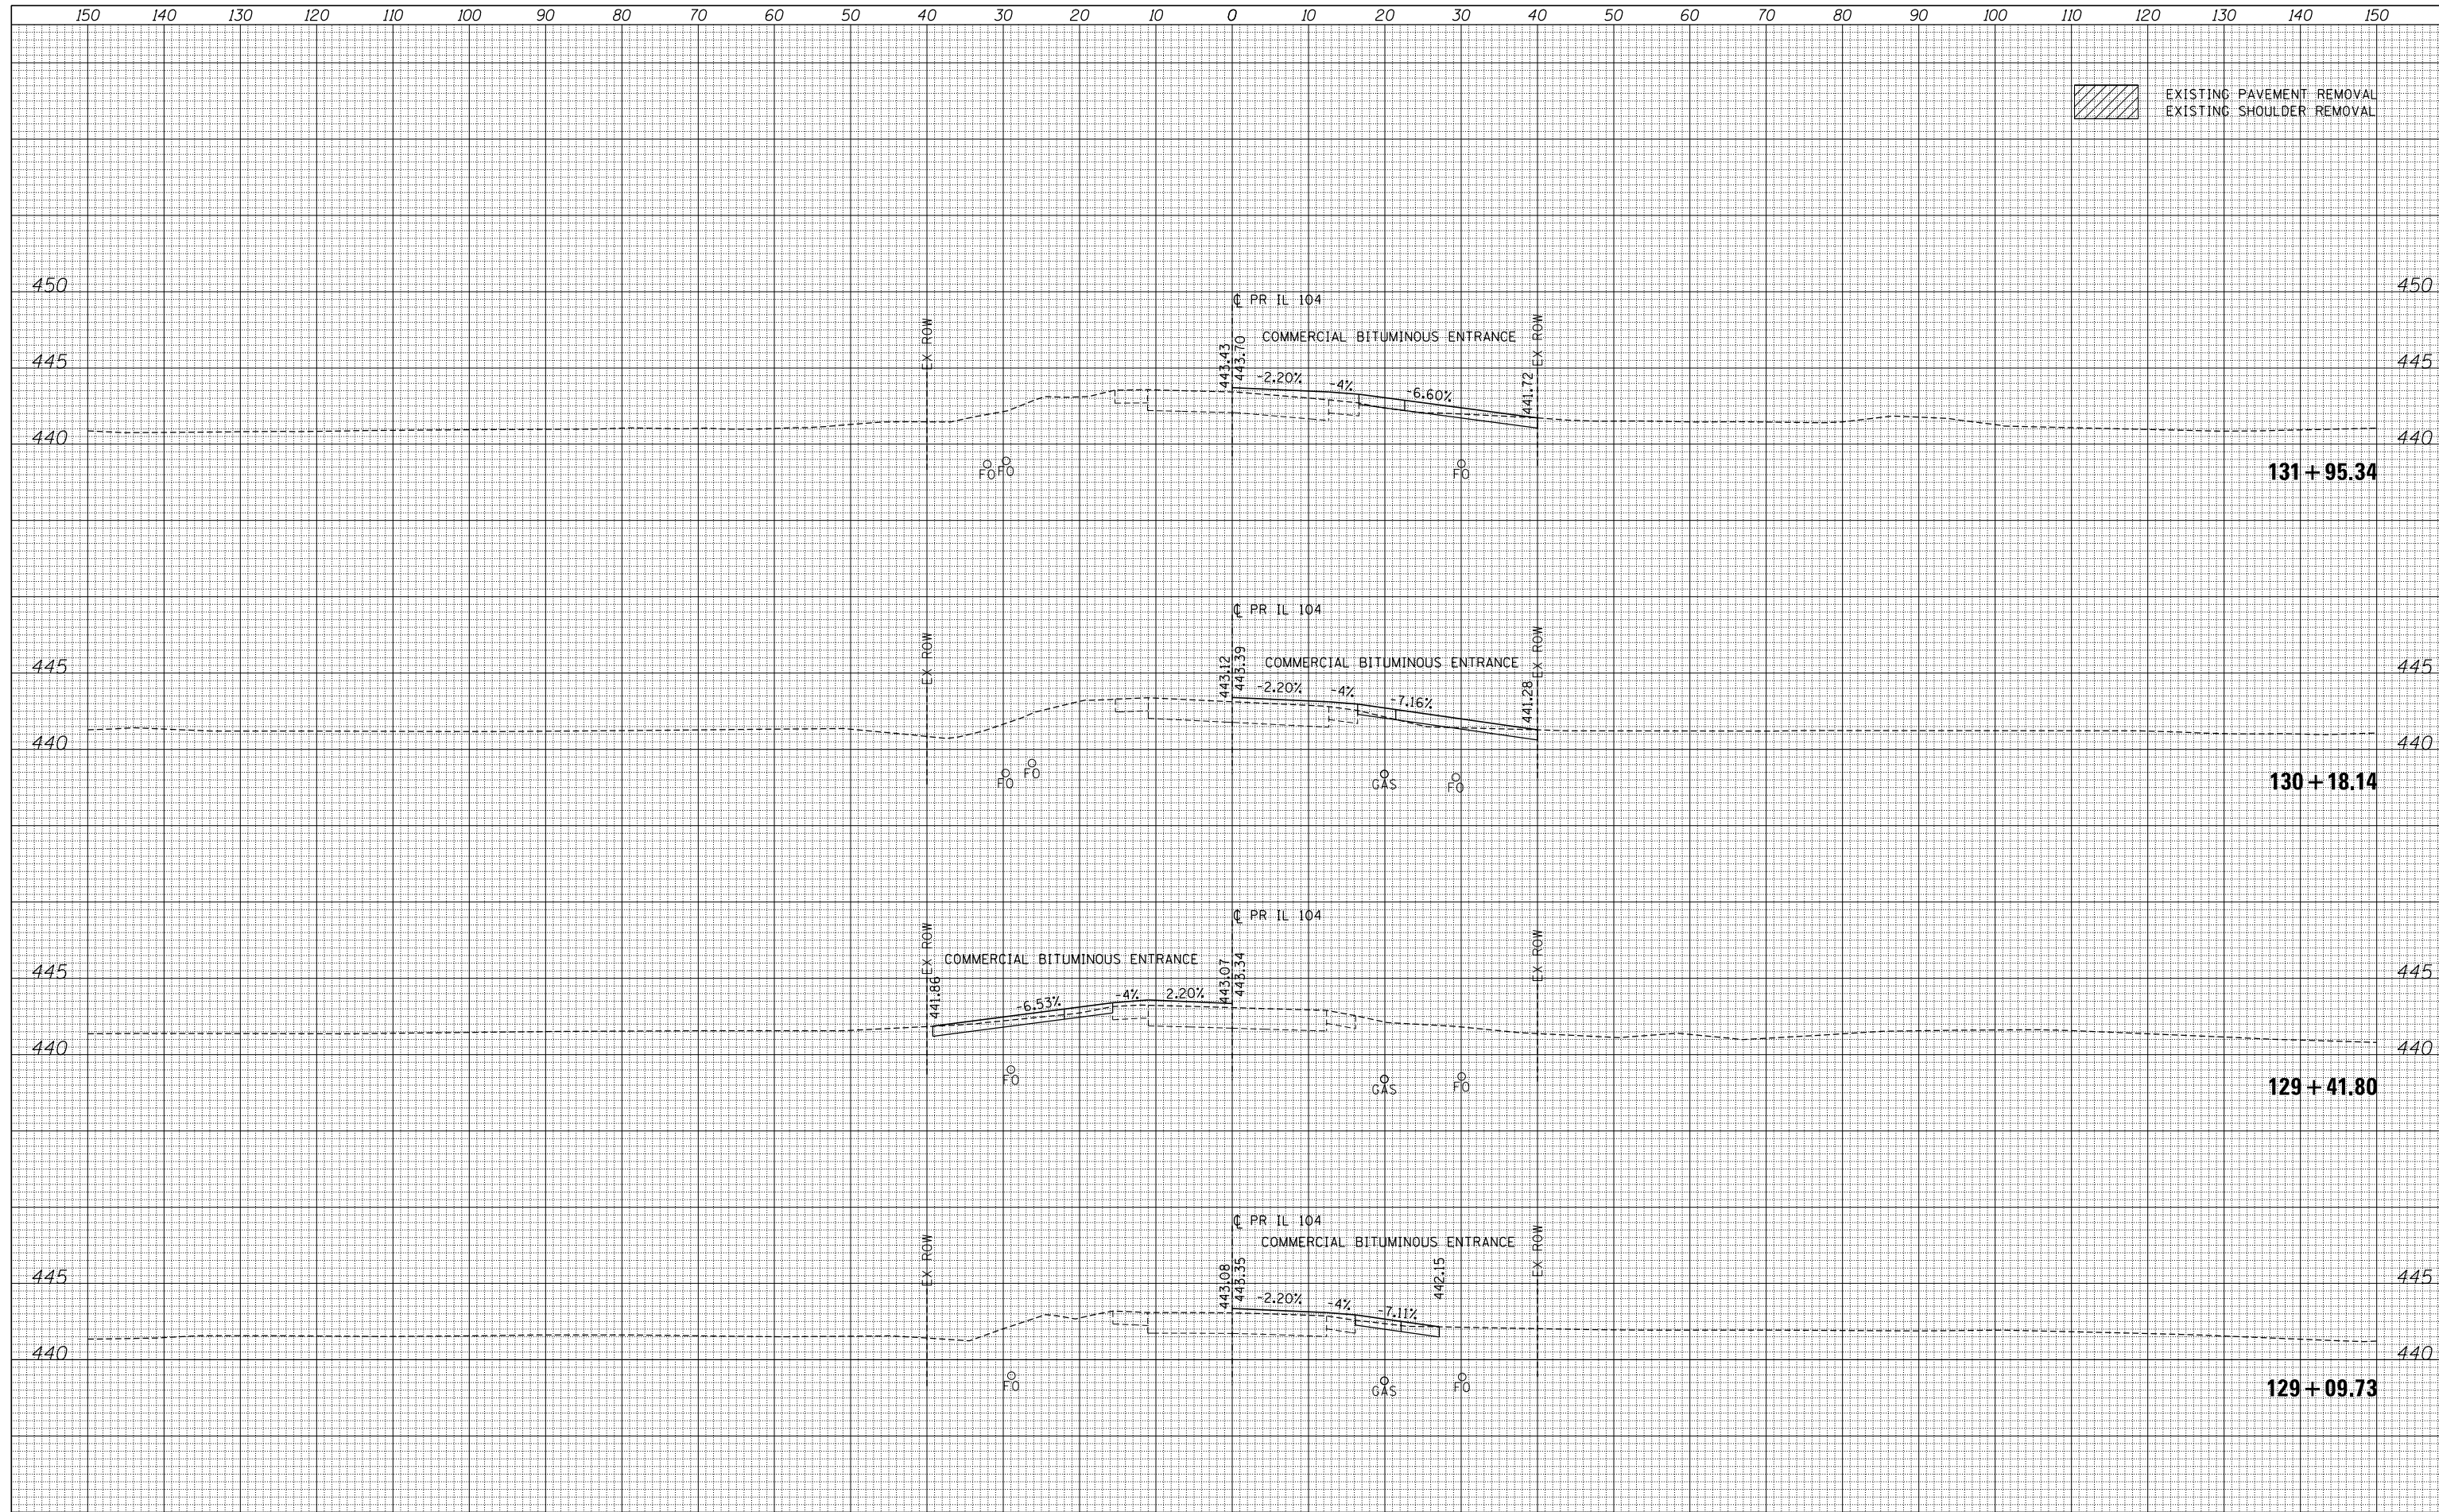 150 140 130 120 110 100 90 80 70 60 50 40 30 20 10 0 10 20 30 40 50 60 70 80 90 100 110 120 130 140 150
EXISTING PAVEMENT REMOVAL
EXISTING SHOULDER REMOVAL
450 450
℄ PR IL 104
EX ROW
COMMERCIAL BITUMINOUS ENTRANCE
EX ROW
443.43
443.70
445 445
-2.20%
-4%
-6.60%
441.72
440 440
FO FO
FO
131+95.34
℄ PR IL 104
EX ROW
COMMERCIAL BITUMINOUS ENTRANCE
EX ROW
443.12
443.39
445 445
-2.20%
-4%
-7.16%
441.28
440 440
FO FO
GAS
FO
130+18.14
℄ PR IL 104
EX ROW
COMMERCIAL BITUMINOUS ENTRANCE
EX ROW
443.07
443.34
445 445
441.86
-6.53%
-4%
2.20%
440 440
FO
GAS
FO
129+41.80
℄ PR IL 104
EX ROW
COMMERCIAL BITUMINOUS ENTRANCE
EX ROW
443.08
443.35
442.15
445 445
-2.20%
-4%
-7.11%
440 440
FO
GAS
FO
129+09.73